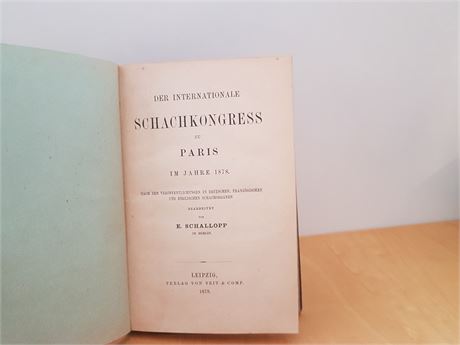 DER INTERNATIONALE
SCHACHKONGRESS
ZU
PARIS
IM JAHRE 1878.
NACH DEN VERÖFFENTLICHUNGEN IN DEUTSCHEN, FRANZÖSISCHEN
UND ENGLISCHEN SCHACHORGANEN
BEARBEITET
VON
E. SCHALLOPP
IN BERLIN.
LEIPZIG,
VERLAG VON VEIT & COMP.
1879.